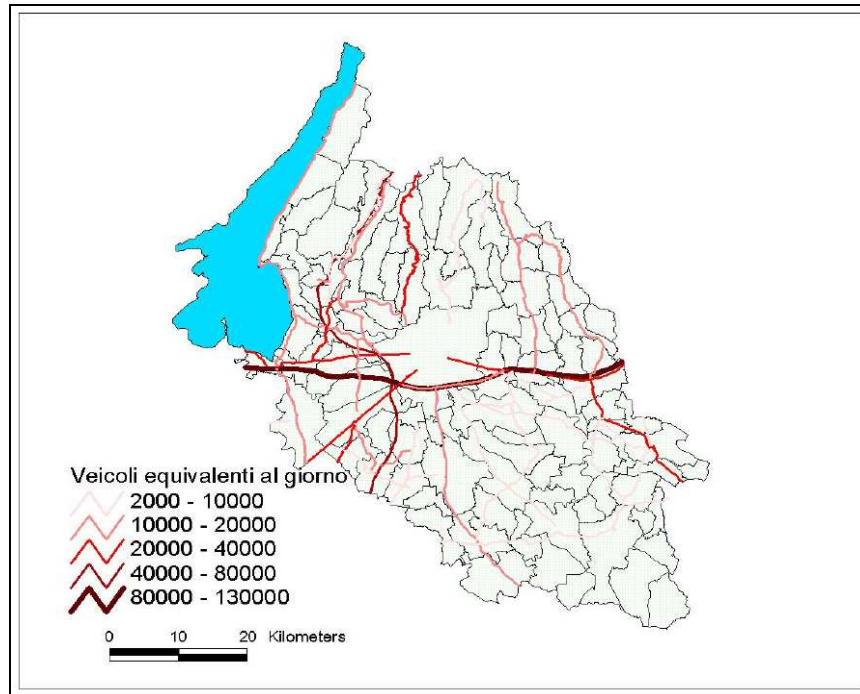 Veicoli equivalenti al giorno
2000 - 10000
10000 - 20000
20000 - 40000
40000 - 80000
80000 - 130000
0 10 20 Kilometers